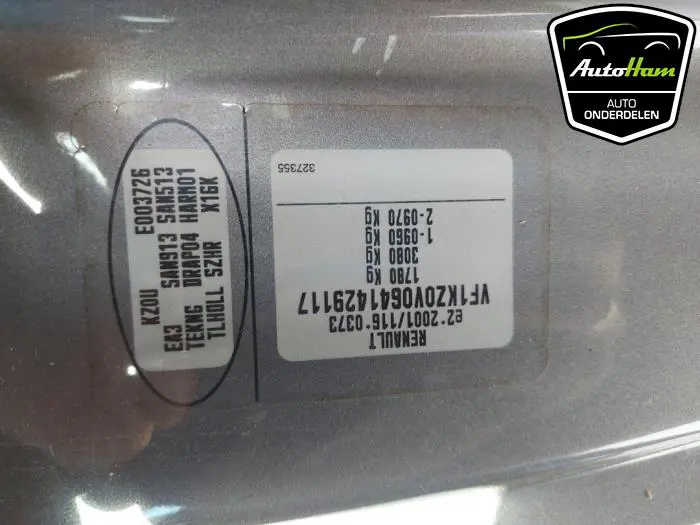 AutoHam
AUTO
ONDERDELEN
RENAULT
e2*2001/116*0373
VF1KZ0V0641429117
1780 Kg
3080 Kg
1-0960 Kg
2-0970 Kg
327355
KZ0U E003726
EA3 SAN913 SAN513
TEKNG DRAP04 HARM01
TLHOLL SZHR X16K